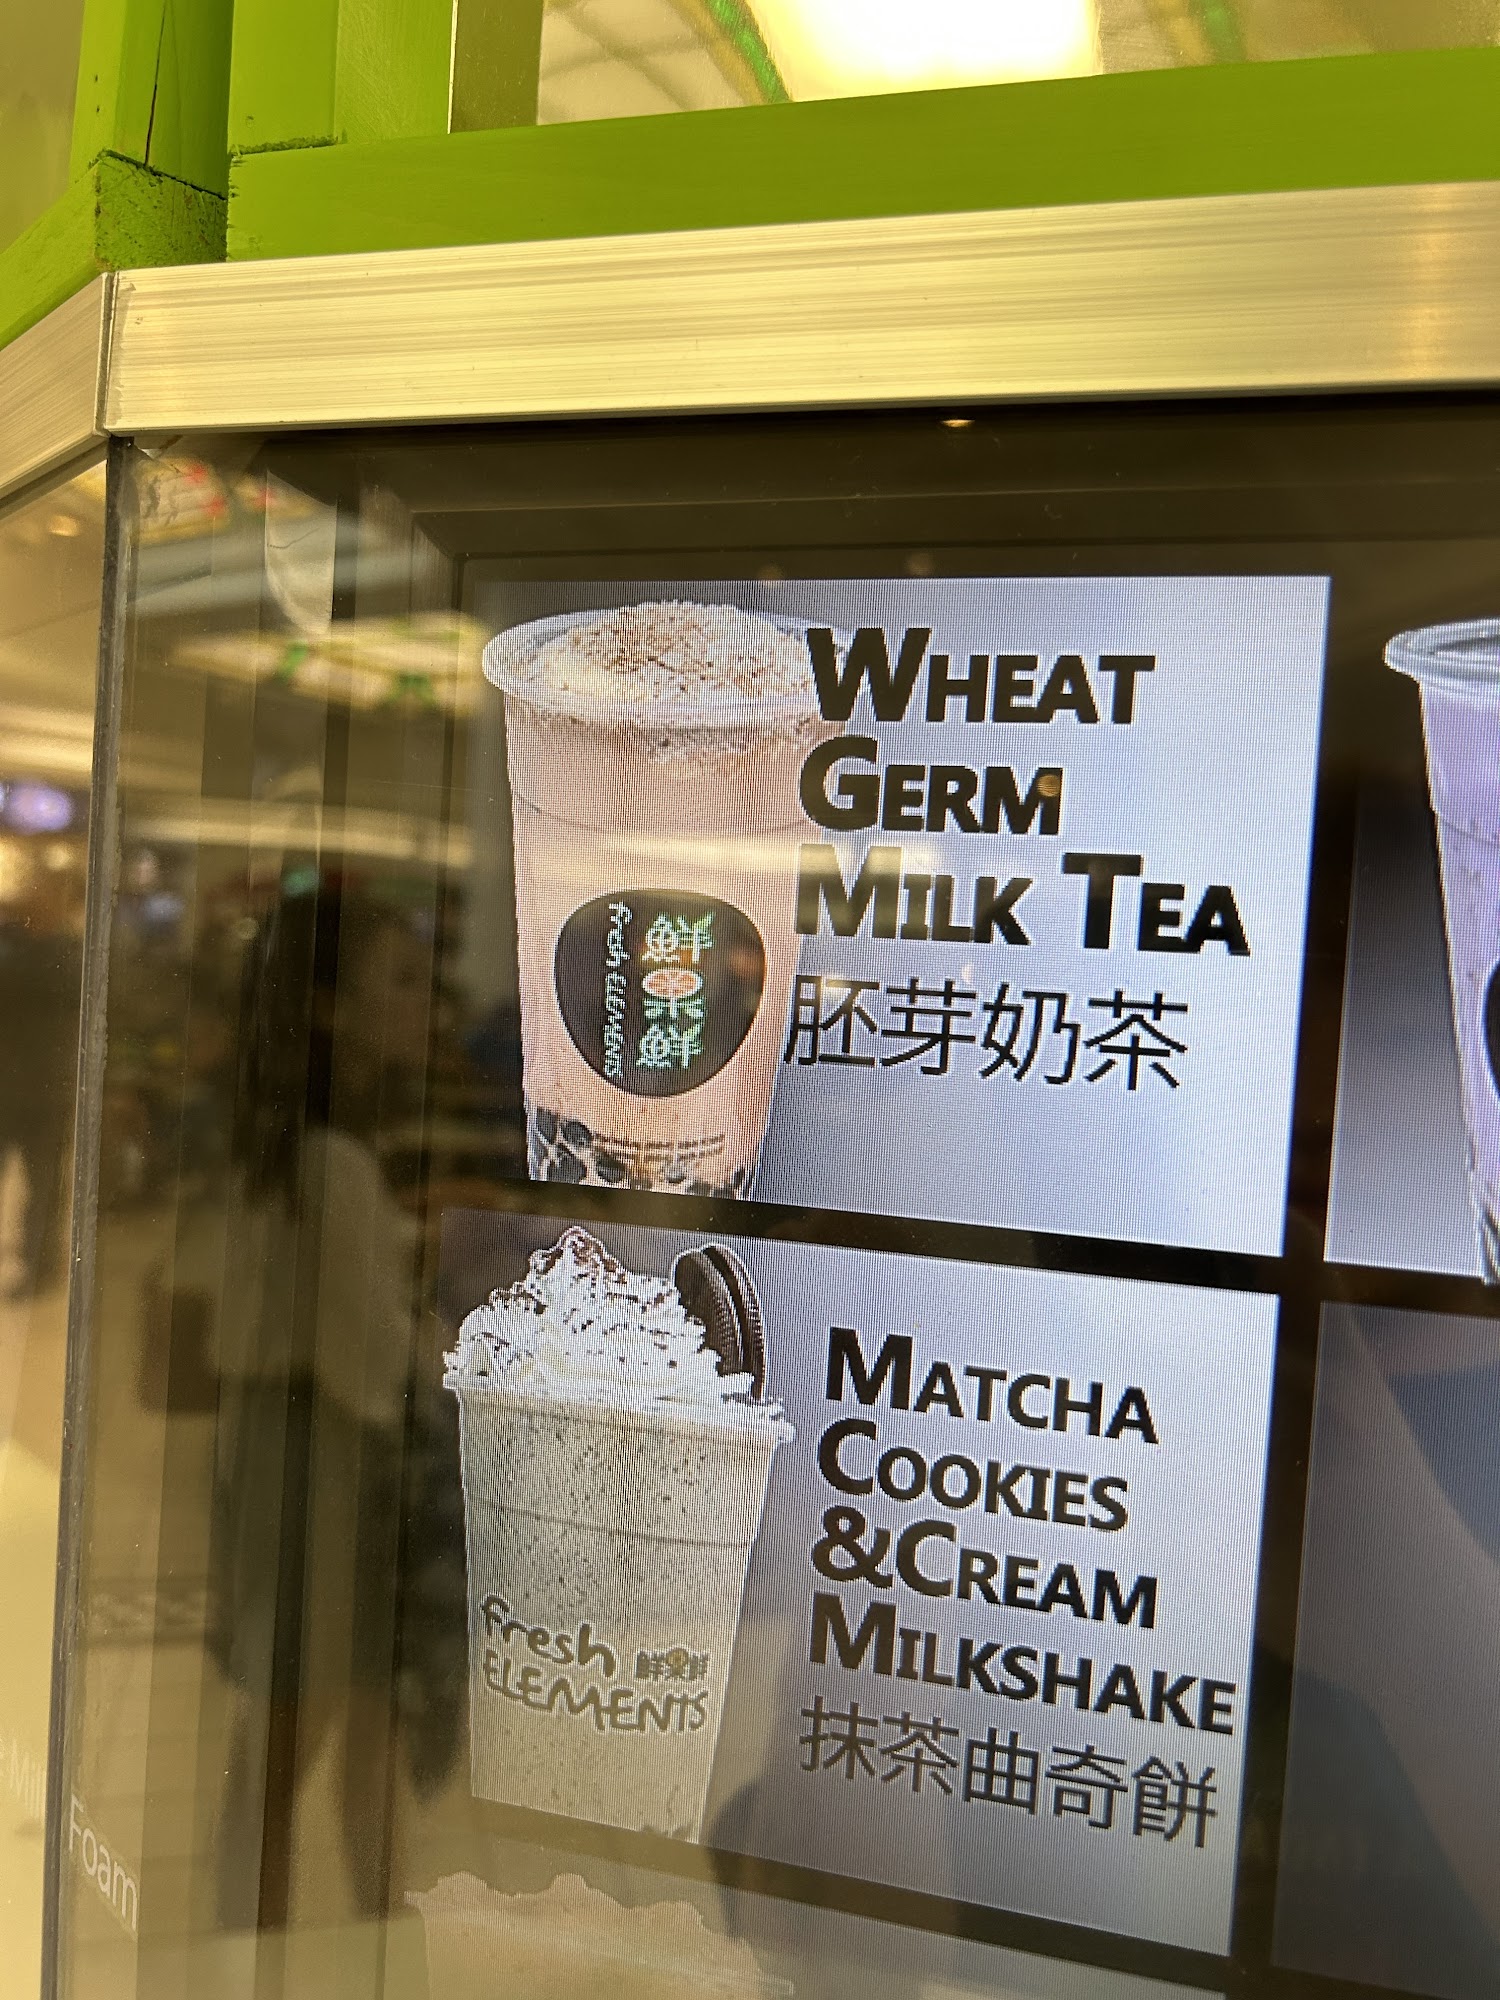 WHEAT
GERM
MILK TEA
胚芽奶茶
fresh ELEMENTS
鮮果鮮
MATCHA
COOKIES
&CREAM
MILKSHAKE
抹茶曲奇餅
fresh
ELEMENTS
鮮果鮮
Foam